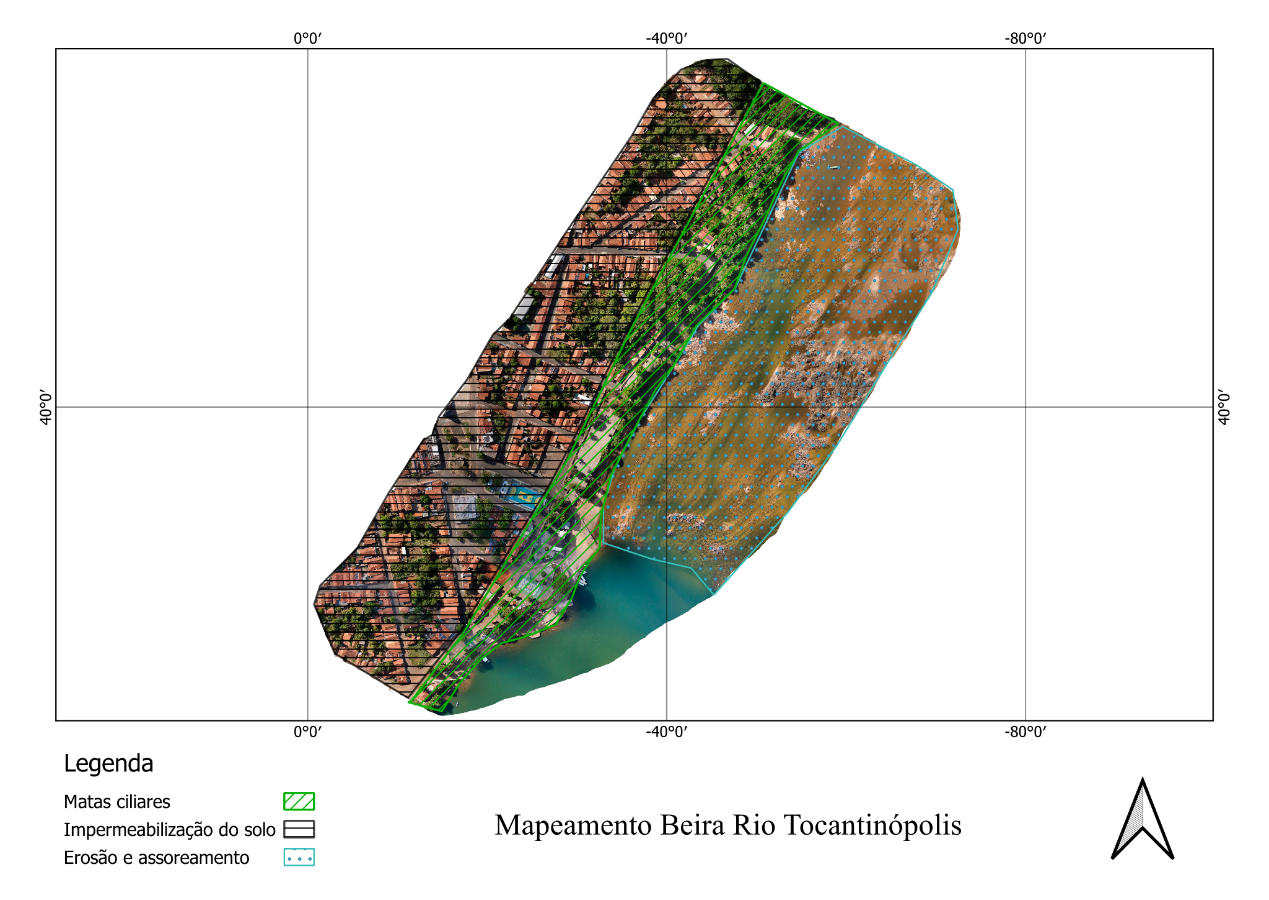 0°0′ -40°0′ -80°0′
40°0′ 40°0′
0°0′ -40°0′ -80°0′
Legenda
Matas ciliares
Impermeabilização do solo
Erosão e assoreamento
Mapeamento Beira Rio Tocantinópolis